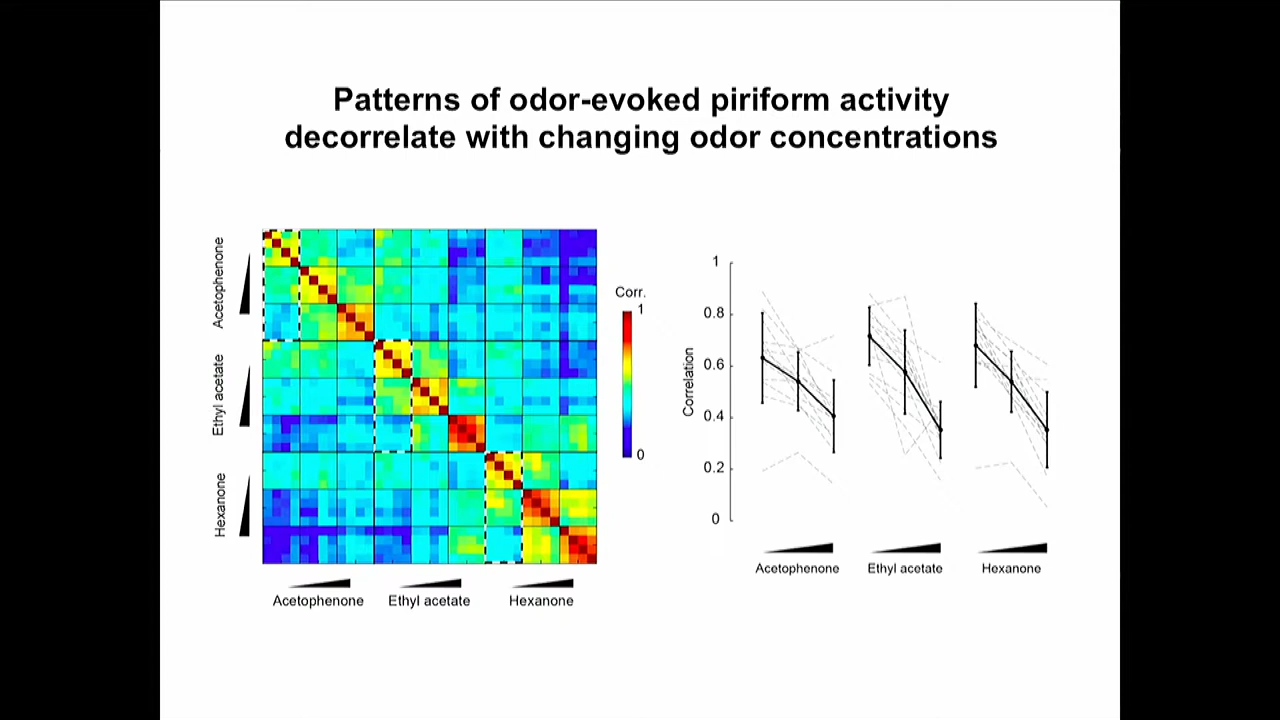 Patterns of odor-evoked piriform activity
decorrelate with changing odor concentrations
Acetophenone
Ethyl acetate
Hexanone
Acetophenone
Ethyl acetate
Hexanone
Corr.
1
0
Correlation
1
0.8
0.6
0.4
0.2
0
Acetophenone
Ethyl acetate
Hexanone